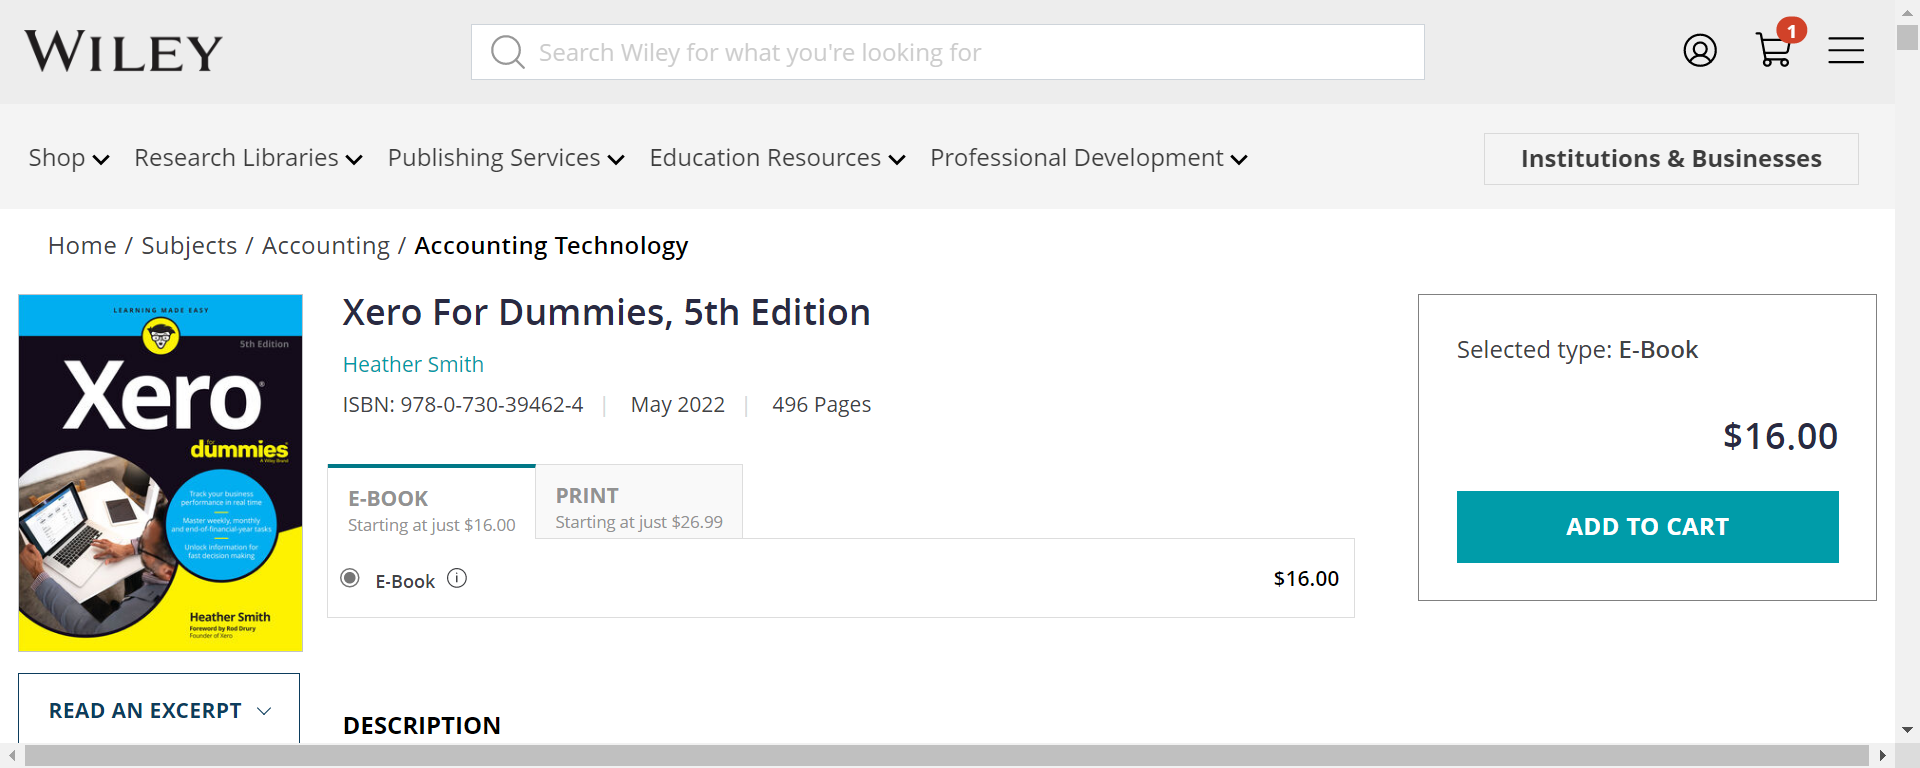 WILEY
Search Wiley for what you're looking for
1
Shop
Research Libraries
Publishing Services
Education Resources
Professional Development
Institutions & Businesses
Home / Subjects / Accounting / Accounting Technology
LEARNING MADE EASY
5th Edition
Xero®
for
dummies
A Wiley Brand
Track your business
performance in real time
Master weekly, monthly
and end-of-financial-year tasks
Unlock information for
fast decision making
Heather Smith
Foreword by Rod Drury
Founder of Xero
READ AN EXCERPT
Xero For Dummies, 5th Edition
Heather Smith
ISBN: 978-0-730-39462-4 | May 2022 | 496 Pages
E-BOOK
Starting at just $16.00
PRINT
Starting at just $26.99
E-Book
$16.00
DESCRIPTION
Selected type: E-Book
$16.00
ADD TO CART